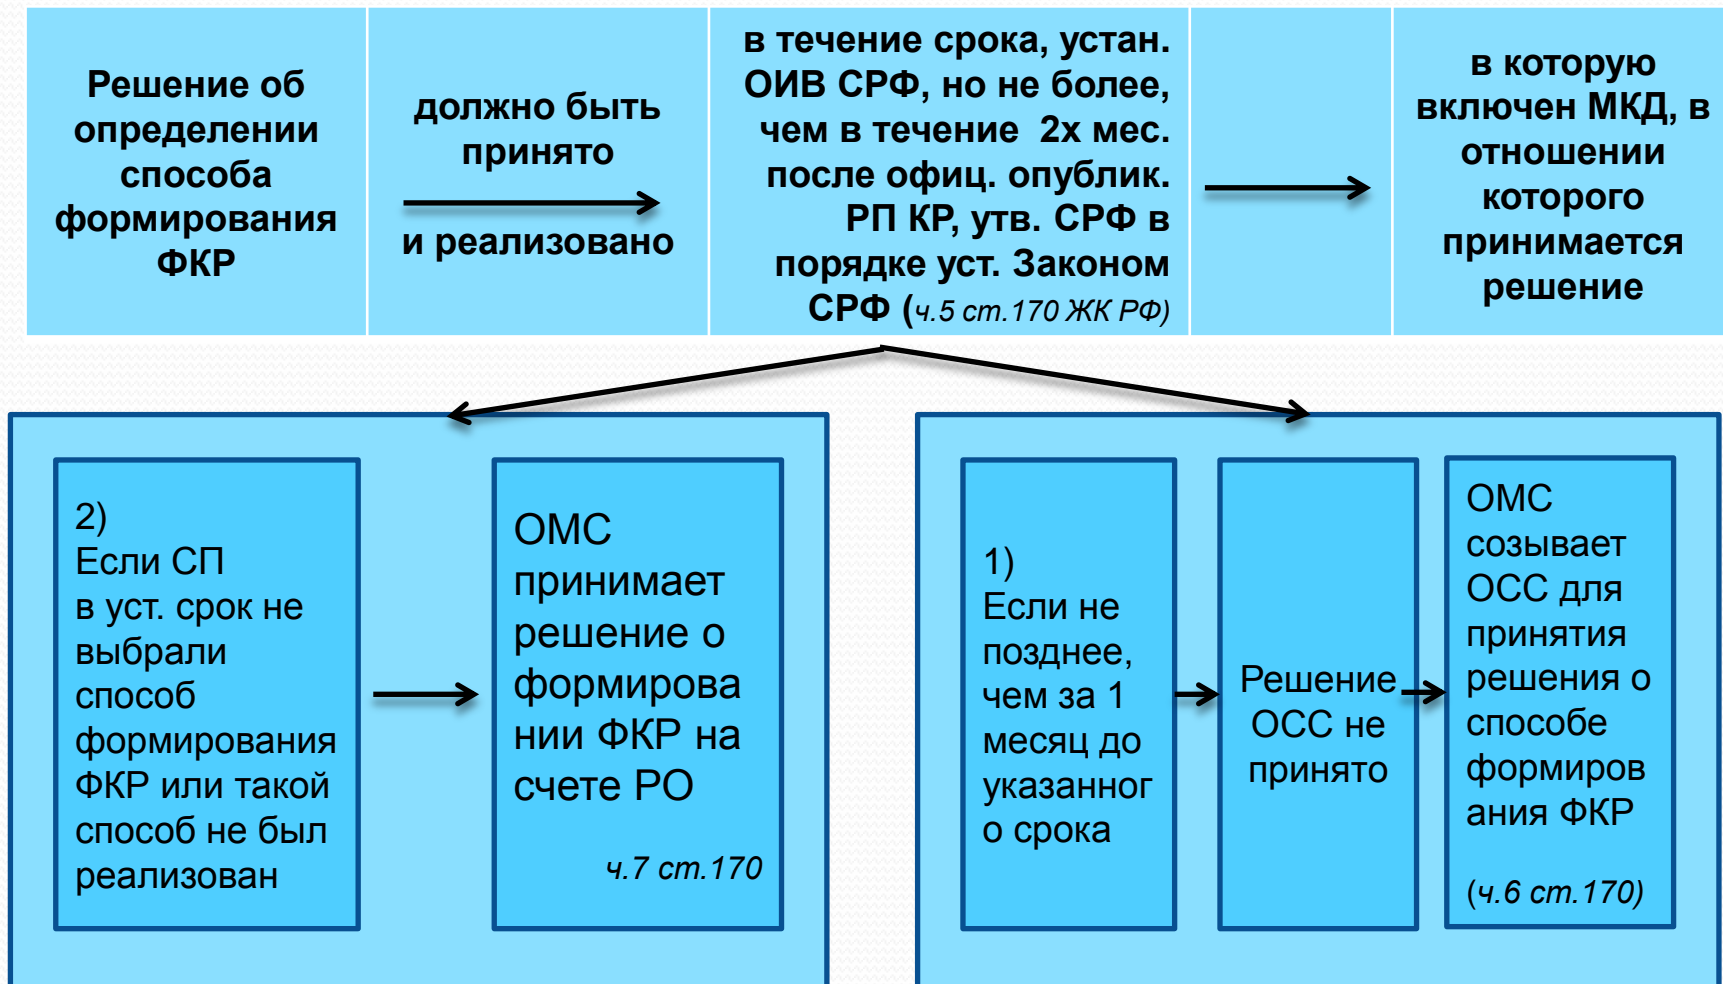 Решение об
определении
способа
формирования
ФКР
должно быть
принято
и реализовано
в течение срока, устан.
ОИВ СРФ, но не более,
чем в течение 2х мес.
после офиц. опублик.
РП КР, утв. СРФ в
порядке уст. Законом
СРФ (ч.5 ст.170 ЖК РФ)
в которую
включен МКД, в
отношении
которого
принимается
решение
2)
Если СП
в уст. срок не
выбрали
способ
формирования
ФКР или такой
способ не был
реализован
ОМС
принимает
решение о
формирова
нии ФКР на
счете РО
ч.7 ст.170
1)
Если не
позднее,
чем за 1
месяц до
указанног
о срока
Решение
ОСС не
принято
ОМС
созывает
ОСС для
принятия
решения о
способе
формиров
ания ФКР
(ч.6 ст.170)